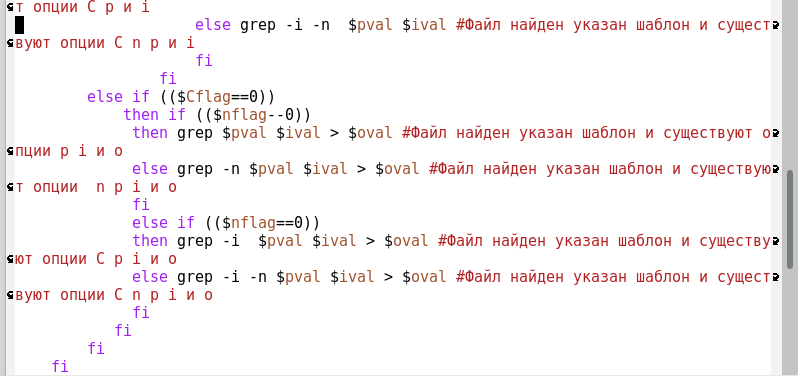 т опции C p и i
else grep -i -n  $pval $ival #Файл найден указан шаблон и сущест
вуют опции C n p и i
fi
fi
else if (($Cflag==0))
then if (($nflag--0))
then grep $pval $ival > $oval #Файл найден указан шаблон и существуют о
пции p i и o
else grep -n $pval $ival > $oval #Файл найден указан шаблон и существую
т опции  n p i и o
fi
else if (($nflag==0))
then grep -i  $pval $ival > $oval #Файл найден указан шаблон и существу
ют опции C p i и o
else grep -i -n $pval $ival > $oval #Файл найден указан шаблон и сущест
вуют опции C n p i и o
fi
fi
fi
fi